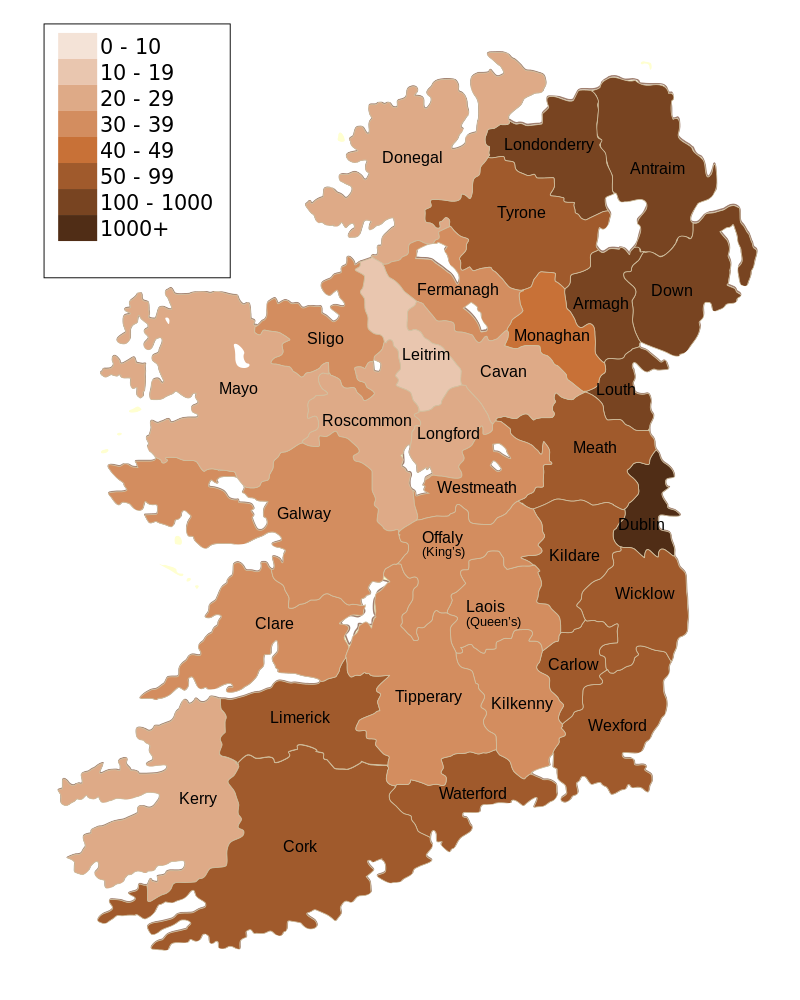 0 - 10
10 - 19
20 - 29
30 - 39
40 - 49
50 - 99
100 - 1000
1000+
Donegal
Londonderry
Antraim
Tyrone
Fermanagh
Armagh
Down
Monaghan
Sligo
Leitrim
Cavan
Louth
Mayo
Roscommon
Longford
Meath
Westmeath
Galway
Dublin
Offaly
(King's)
Kildare
Wicklow
Laois
(Queen's)
Clare
Carlow
Tipperary
Kilkenny
Limerick
Wexford
Waterford
Kerry
Cork